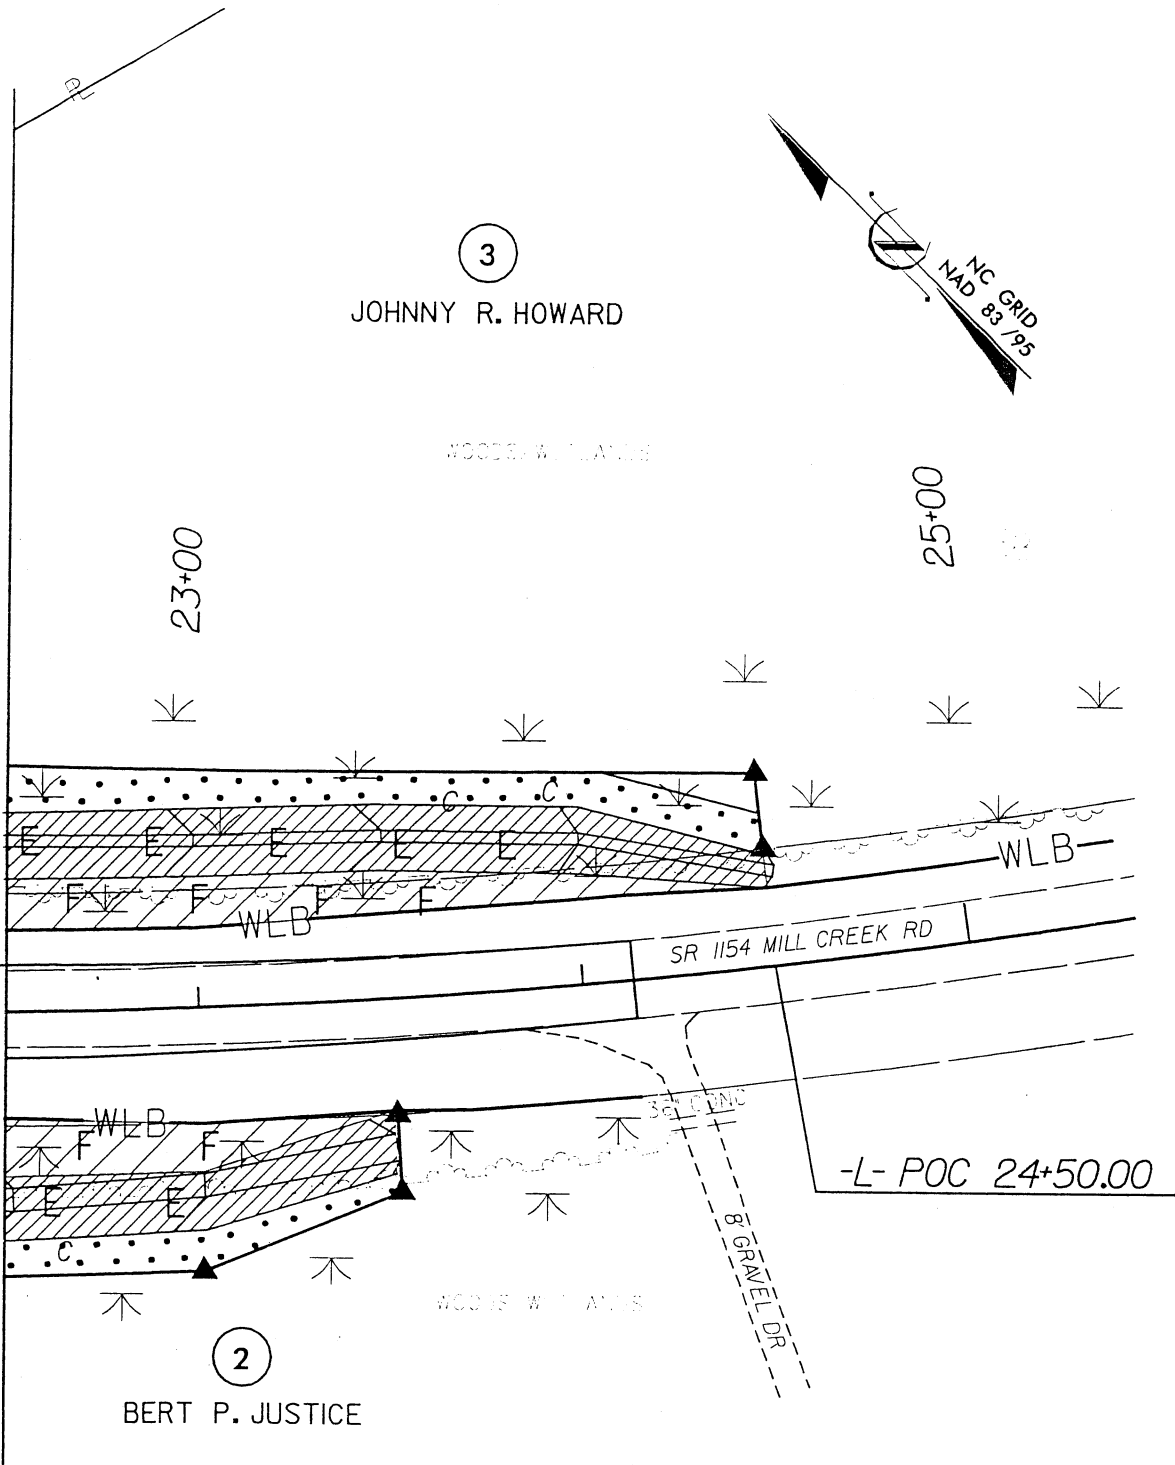 PL
3
JOHNNY R. HOWARD
NC GRID
NAD 83 /95
23+00
25+00
C
C
E
E
E
E
E
F
F
F
F
WLB
WLB
SR 1154 MILL CREEK RD
WLB
F
F
E
E
C
-L- POC 24+50.00
8' GRAVEL DR
2
BERT P. JUSTICE